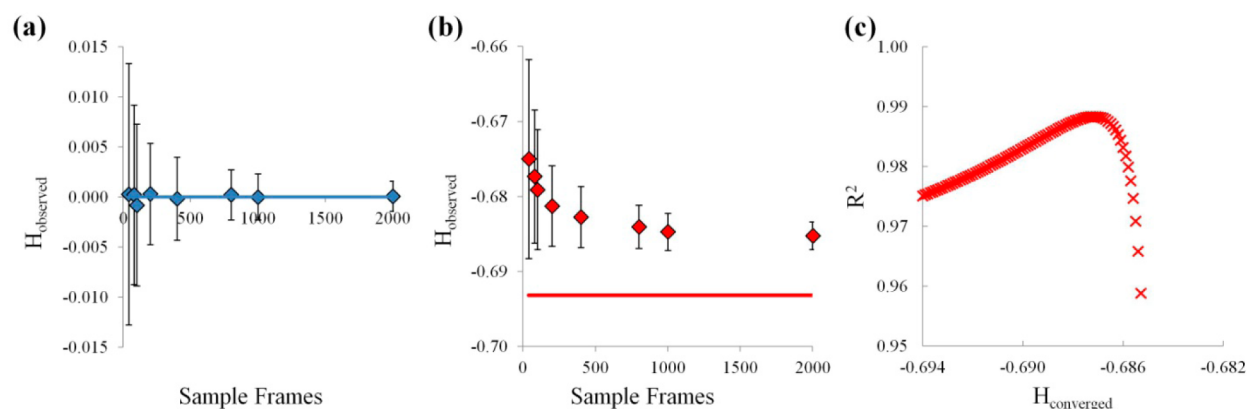 (a)
0.015
0.010
0.005
0.000
-0.005
-0.010
-0.015
0 500 1000 1500 2000
H_observed
Sample Frames
(b)
-0.66
-0.67
-0.68
-0.69
-0.70
0 500 1000 1500 2000
H_observed
Sample Frames
(c)
1.00
0.99
0.98
0.97
0.96
0.95
-0.694 -0.690 -0.686 -0.682
R²
H_converged